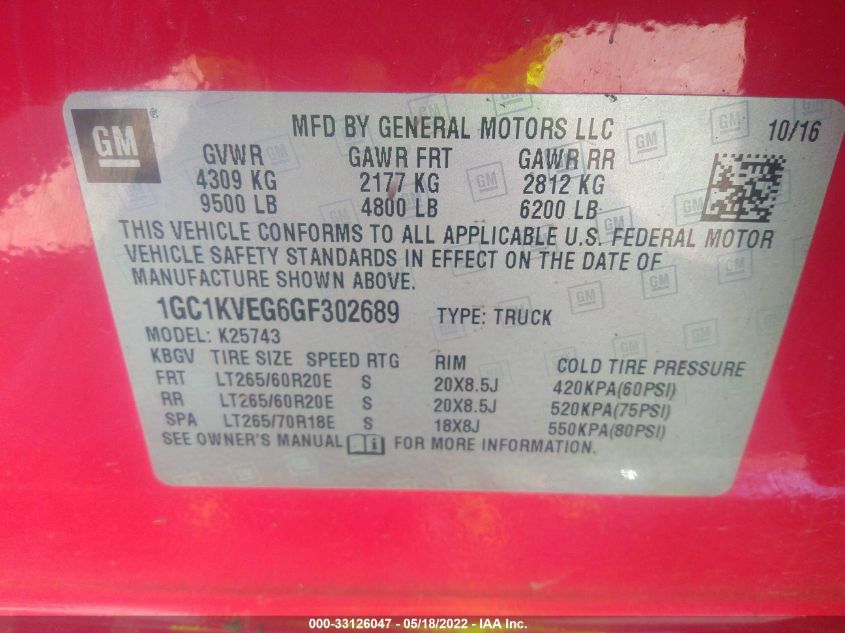 GM ® MFD BY GENERAL MOTORS LLC 10/16
GVWR GAWR FRT GAWR RR
4309 KG 2177 KG 2812 KG
9500 LB 4800 LB 6200 LB
THIS VEHICLE CONFORMS TO ALL APPLICABLE U.S. FEDERAL MOTOR
VEHICLE SAFETY STANDARDS IN EFFECT ON THE DATE OF
MANUFACTURE SHOWN ABOVE.
1GC1KVEG6GF302689 TYPE: TRUCK
MODEL: K25743
KBGV TIRE SIZE SPEED RTG RIM COLD TIRE PRESSURE
FRT LT265/60R20E S 20X8.5J 420KPA(60PSI)
RR LT265/60R20E S 20X8.5J 520KPA(75PSI)
SPA LT265/70R18E S 18X8J 550KPA(80PSI)
SEE OWNER'S MANUAL i FOR MORE INFORMATION.
000-33126047 - 05/18/2022 - IAA Inc.